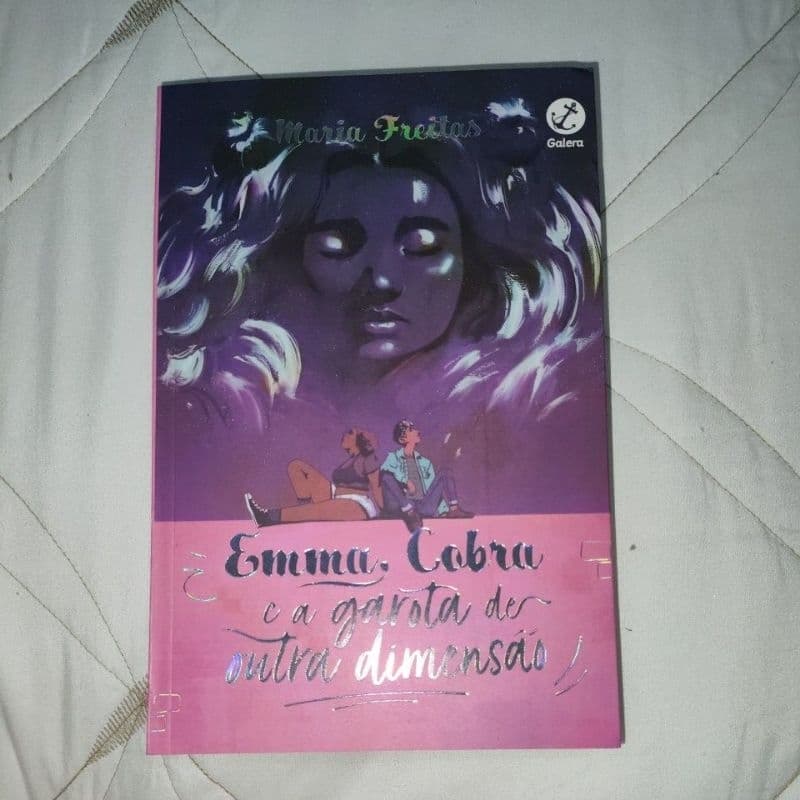 Maria Freitas
Galera
Emma, Cobra
e a garota de
outra dimensão